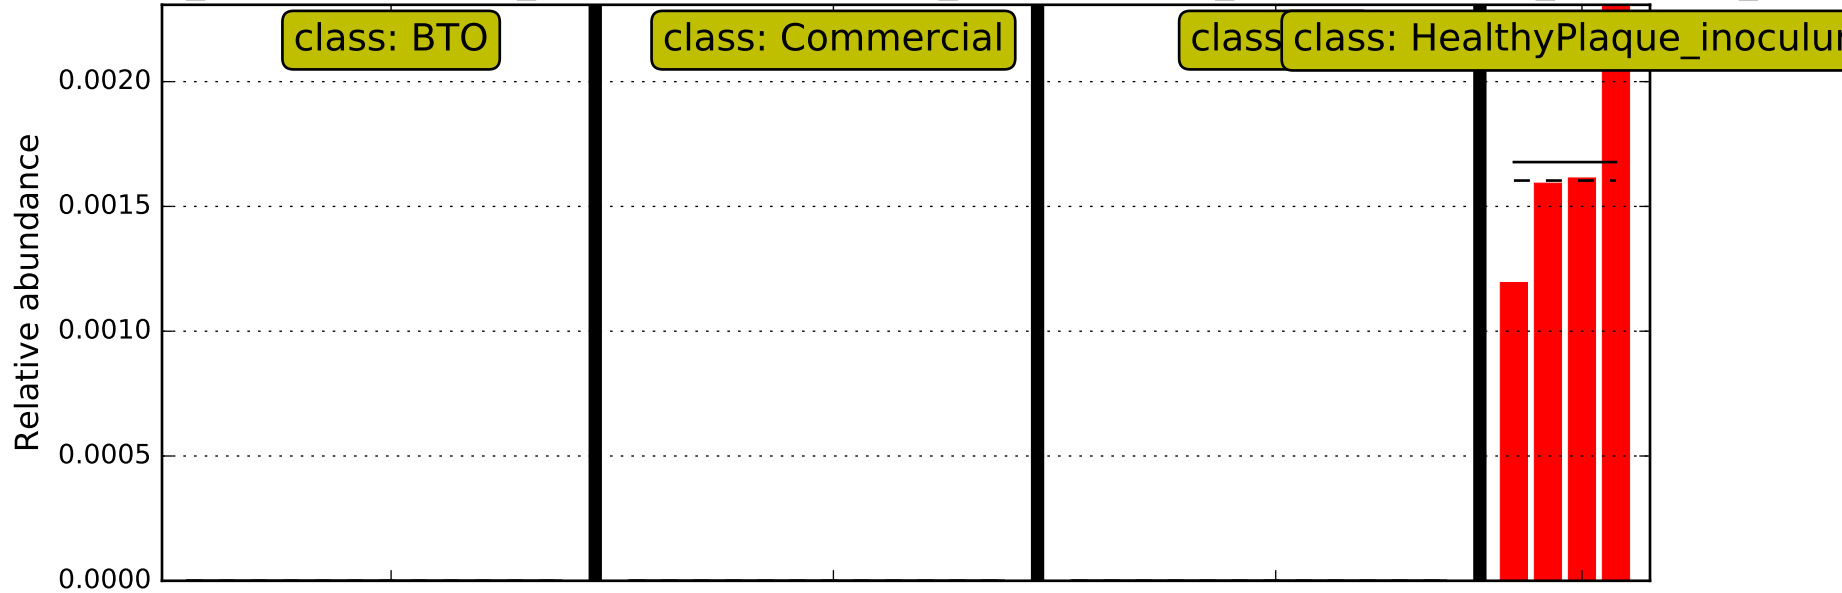 class: BTO
class: Commercial
class
class: HealthyPlaque_inoculu
0.0020
0.0015
0.0010
0.0005
0.0000
Relative abundance